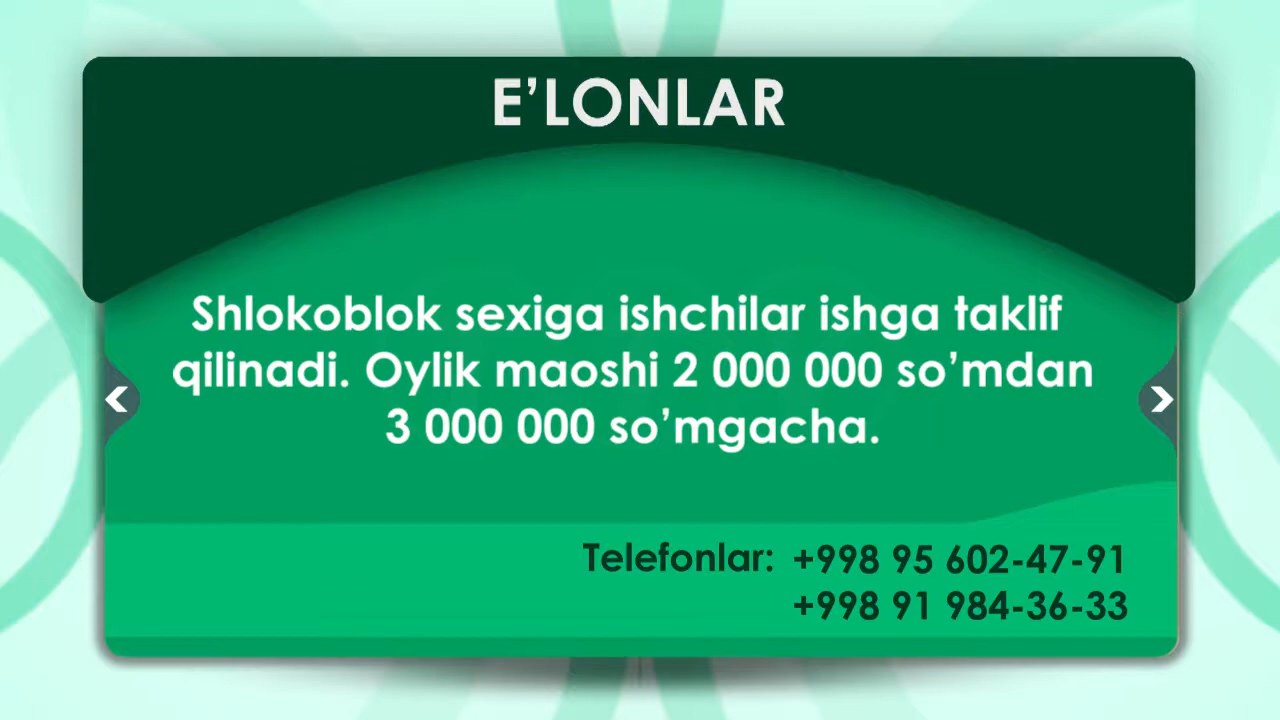 E’LONLAR
Shlokoblok sexiga ishchilar ishga taklif
qilinadi. Oylik maoshi 2 000 000 so’mdan
3 000 000 so’mgacha.
Telefonlar: +998 95 602-47-91
+998 91 984-36-33